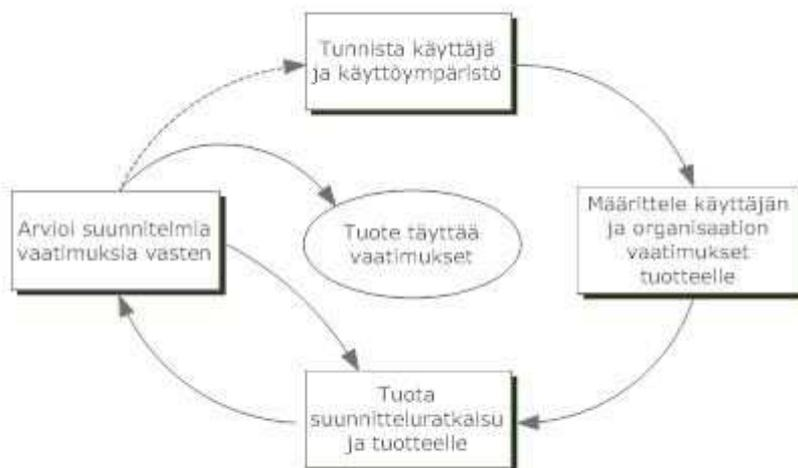 Tunnista käyttäjä
ja käyttöympäristö
Määrittele käyttäjän
ja organisaation
vaatimukset
tuotteelle
Tuota
suunnitteluratkaisu
ja tuotteelle
Arvioi suunnitelmia
vaatimuksia vasten
Tuote täyttää
vaatimukset